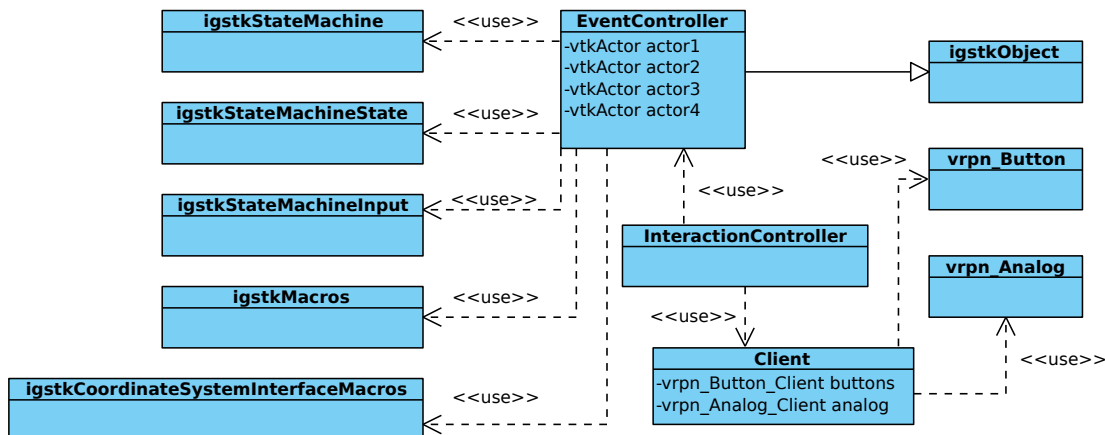 igstkStateMachine
<<use>>
EventController
-vtkActor actor1
-vtkActor actor2
-vtkActor actor3
-vtkActor actor4
igstkObject
igstkStateMachineState
<<use>>
<<use>>
vrpn_Button
igstkStateMachineInput
<<use>>
<<use>>
InteractionController
vrpn_Analog
igstkMacros
<<use>>
<<use>>
<<use>>
Client
-vrpn_Button_Client buttons
-vrpn_Analog_Client analog
igstkCoordinateSystemInterfaceMacros
<<use>>